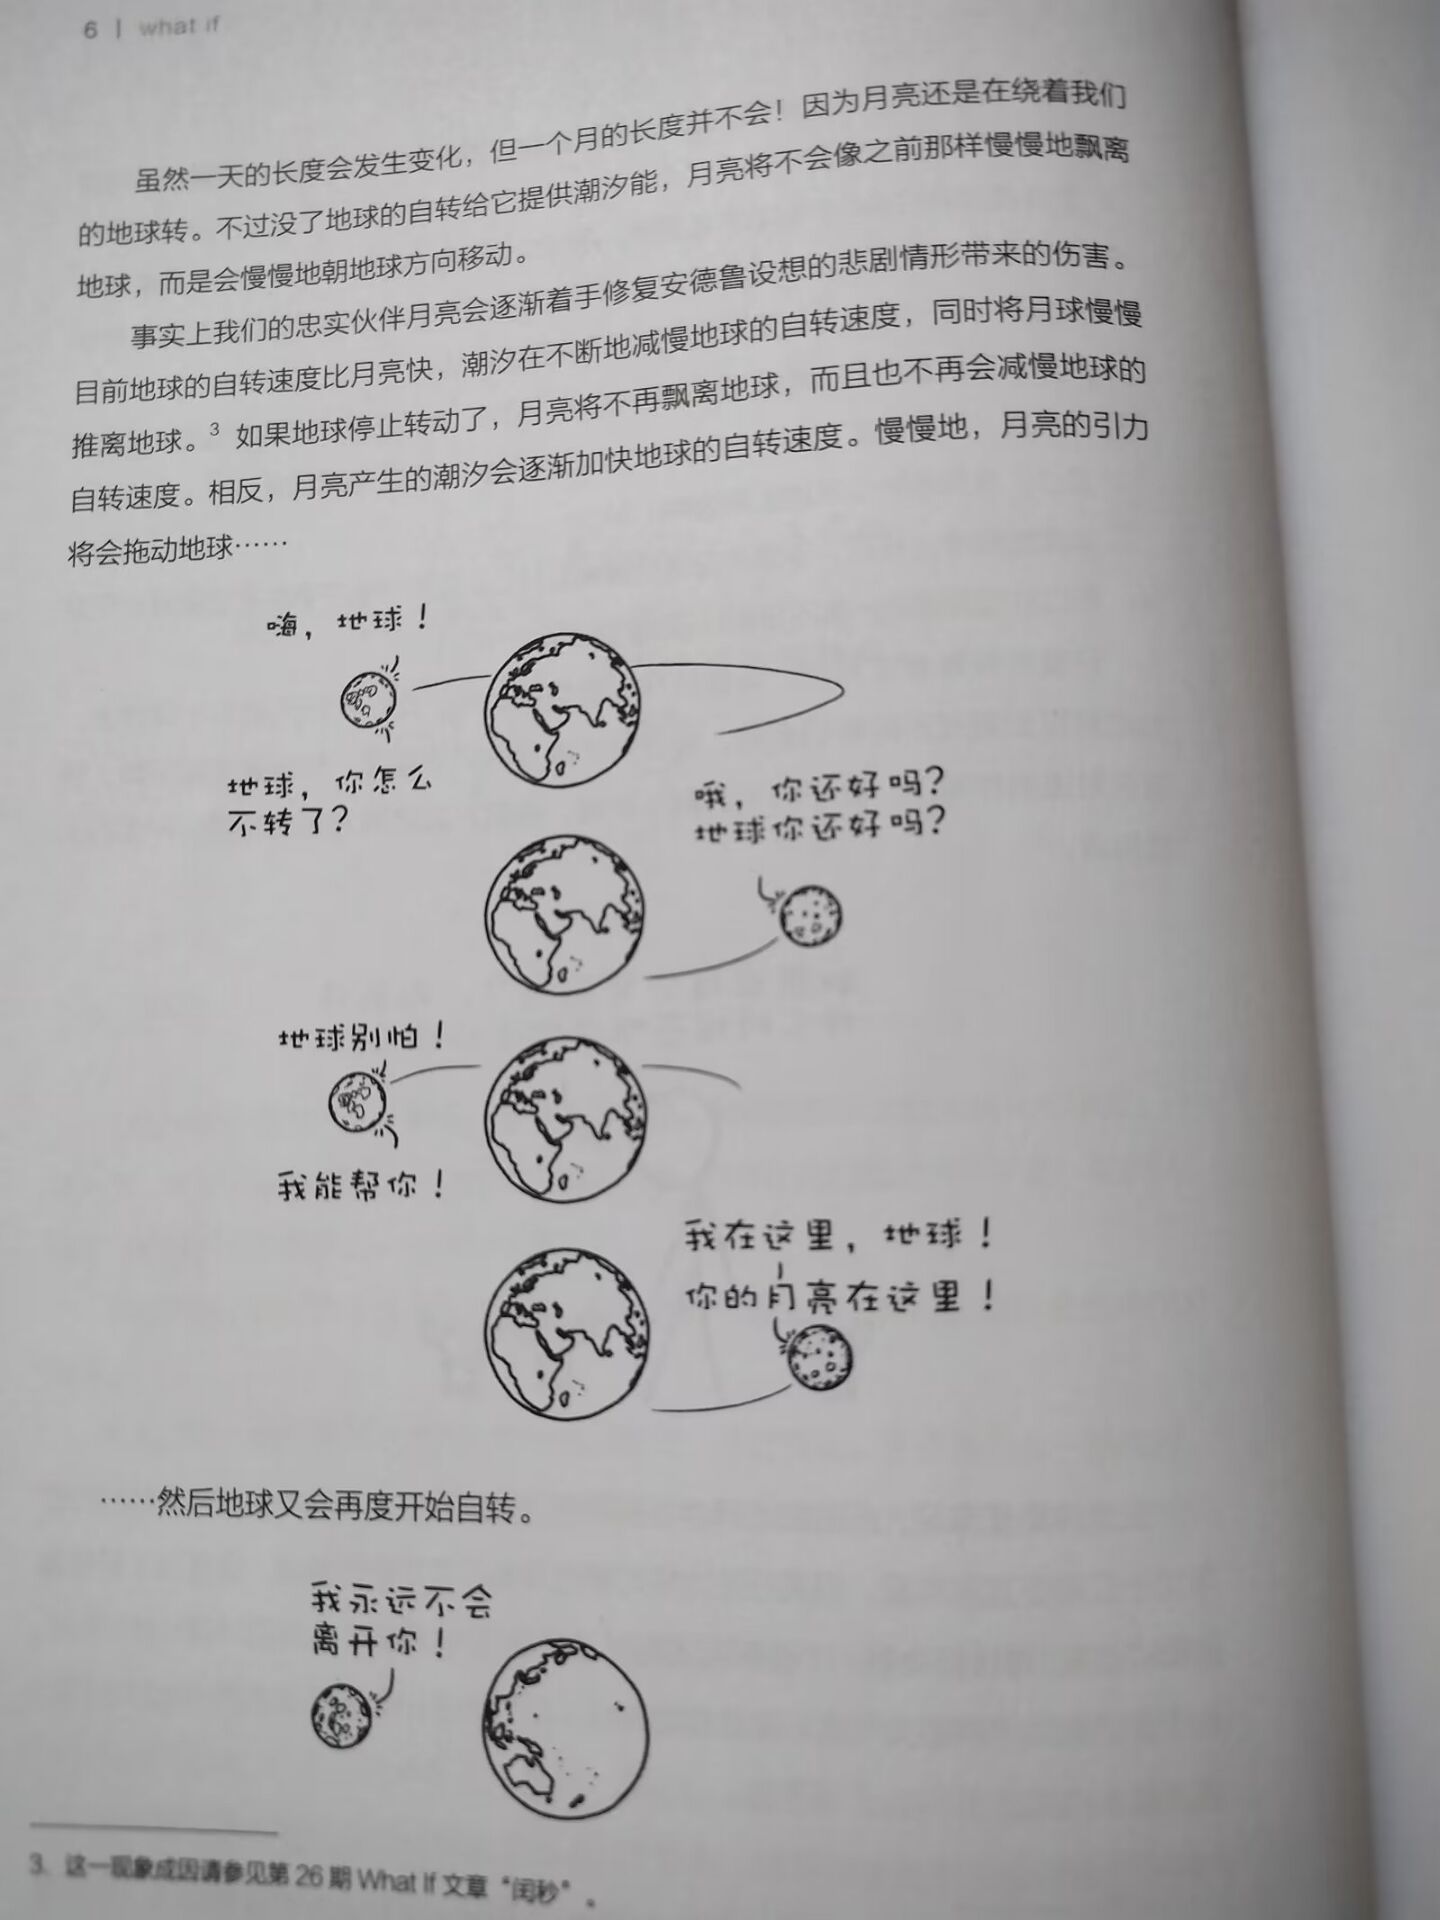 6 | what if
虽然一天的长度会发生变化，但一个月的长度并不会！因为月亮还是在绕着我们
的地球转。不过没了地球的自转给它提供潮汐能，月亮将不会像之前那样慢慢地飘离
地球，而是会慢慢地朝地球方向移动。
事实上我们的忠实伙伴月亮会逐渐着手修复安德鲁设想的悲剧情形带来的伤害。
目前地球的自转速度比月亮快，潮汐在不断地减慢地球的自转速度，同时将月球慢慢
推离地球。3 如果地球停止转动了，月亮将不再飘离地球，而且也不再会减慢地球的
自转速度。相反，月亮产生的潮汐会逐渐加快地球的自转速度。慢慢地，月亮的引力
将会拖动地球……
嗨，地球！
地球，你怎么
不转了？
哦，你还好吗？
地球你还好吗？
地球别怕！
我能帮你！
我在这里，地球！
你的月亮在这里！
……然后地球又会再度开始自转。
我永远不会
离开你！
3. 这一现象成因请参见第 26 期 What If 文章“闰秒”。